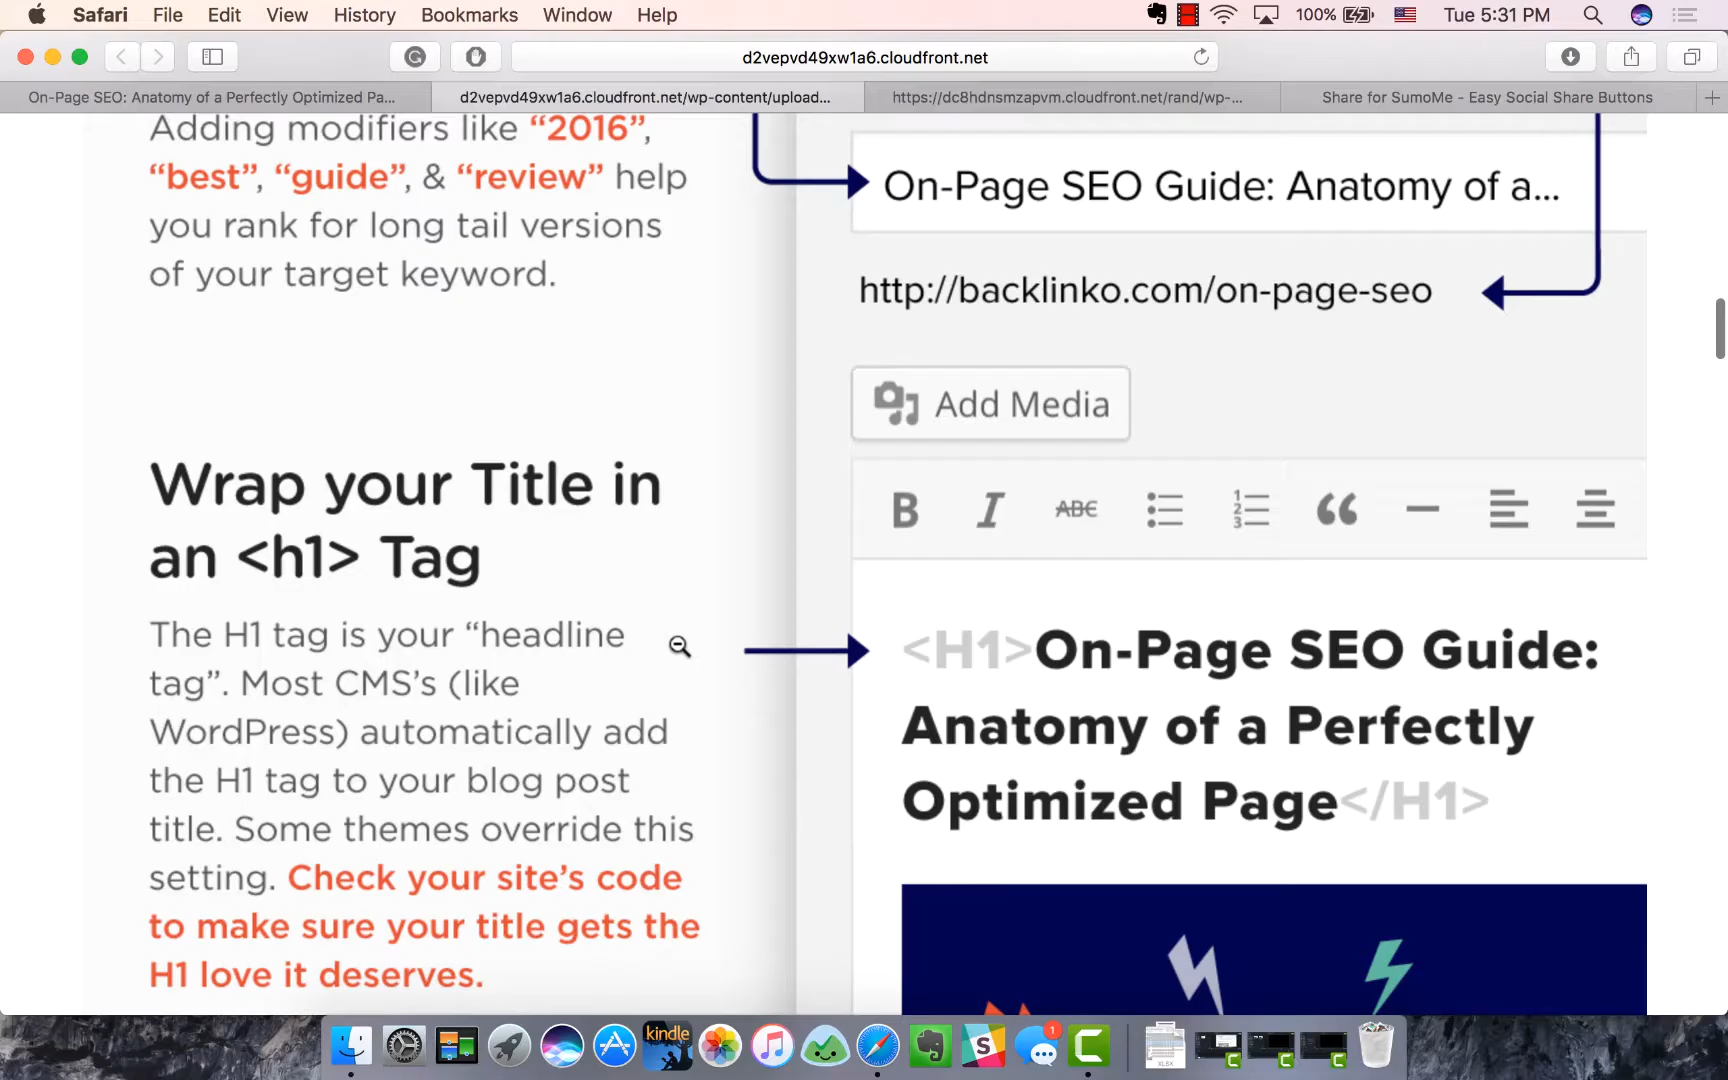 Safari File Edit View History Bookmarks Window Help 100% Tue 5:31 PM
d2vepvd49xw1a6.cloudfront.net
On-Page SEO: Anatomy of a Perfectly Optimized Pa... d2vepvd49xw1a6.cloudfront.net/wp-content/upload... https://dc8hdnsmzapvm.cloudfront.net/rand/wp-... Share for SumoMe - Easy Social Share Buttons
Adding modifiers like “2016”,
“best”, “guide”, & “review” help
you rank for long tail versions
of your target keyword.
On-Page SEO Guide: Anatomy of a...
http://backlinko.com/on-page-seo
Add Media
B I ABC 1 2 3
Wrap your Title in
an <h1> Tag
The H1 tag is your “headline
tag”. Most CMS’s (like
WordPress) automatically add
the H1 tag to your blog post
title. Some themes override this
setting. Check your site’s code
to make sure your title gets the
H1 love it deserves.
<H1>On-Page SEO Guide:
Anatomy of a Perfectly
Optimized Page</H1>
kindle
1
XLSX